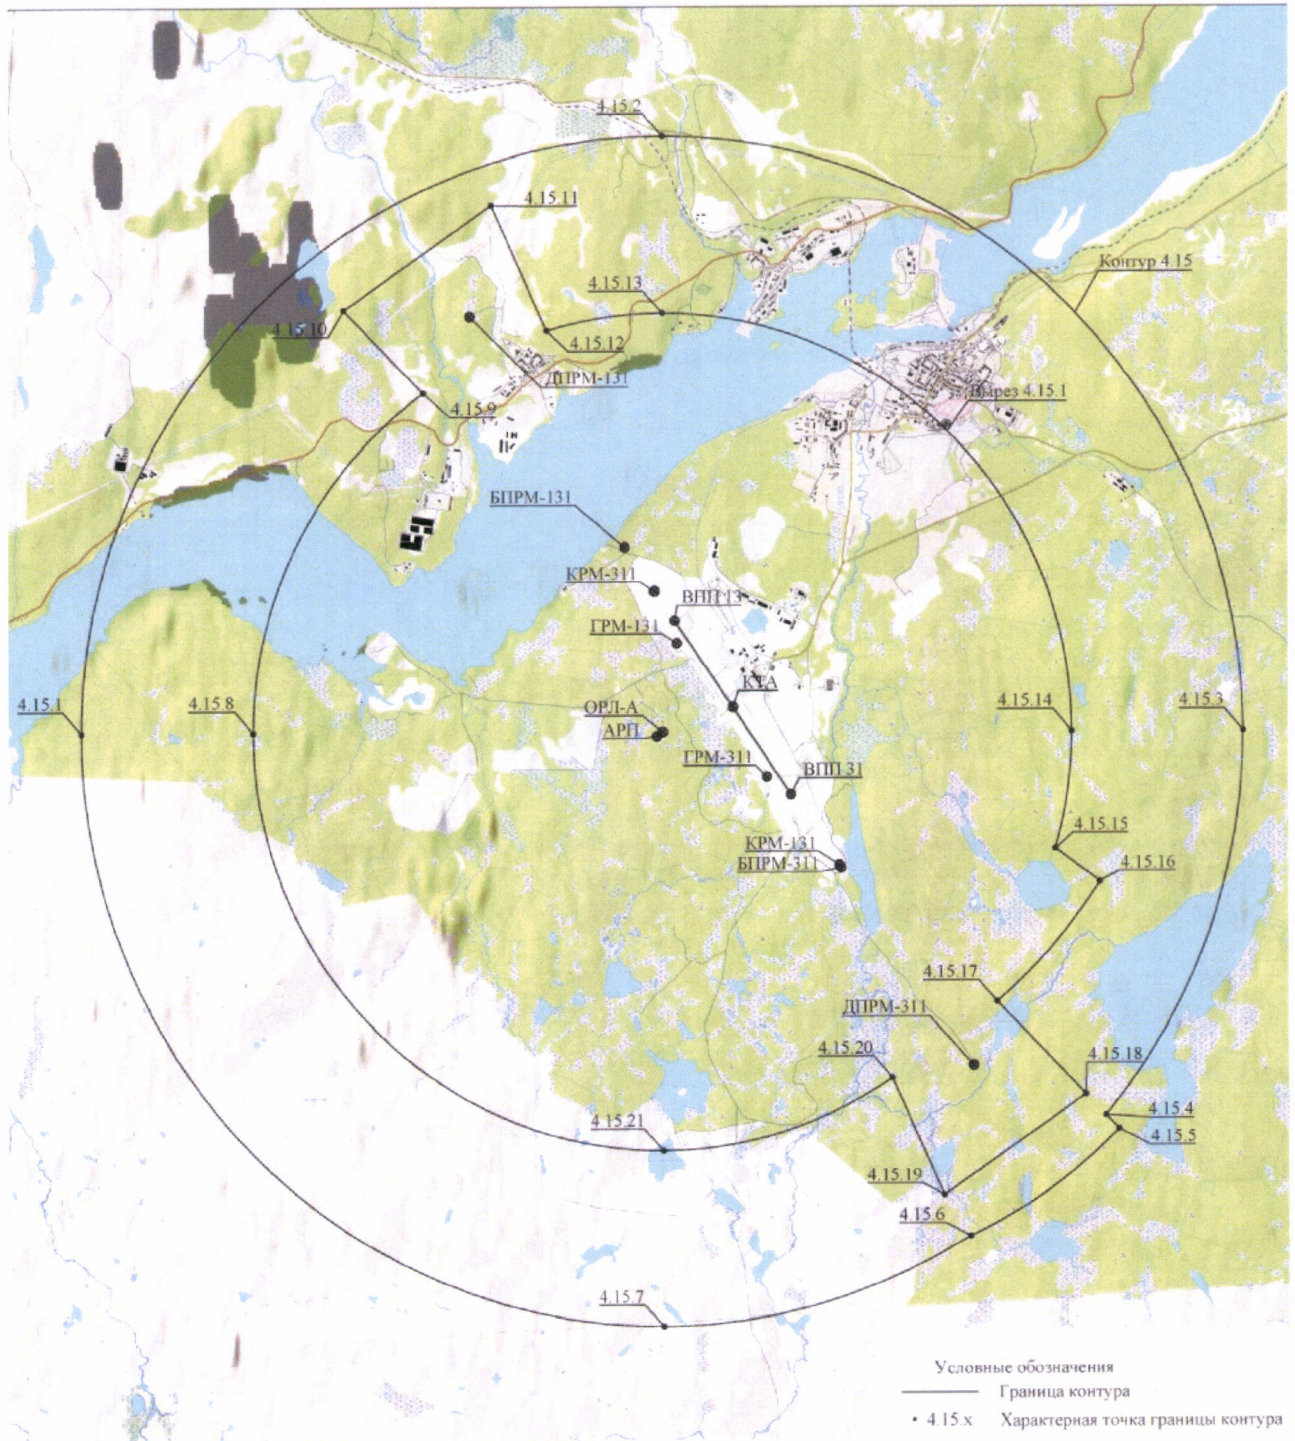 4.15.2
4.15.11
Контур 4.15
4.15.13
4.15.10
4.15.12
ДПРМ-131
Вырез 4.15.1
4.15.9
БПРМ-131
КРМ-311
ВПП 13
ГРМ-131
КТА
4.15.1
4.15.8
ОРЛ-А
АРП
4.15.14
4.15.3
ГРМ-311
ВПП 31
4.15.15
КРМ-131
БПРМ-311
4.15.16
4.15.17
ДПРМ-311
4.15.20
4.15.18
4.15.4
4.15.21
4.15.5
4.15.19
4.15.6
4.15.7
Условные обозначения
Граница контура
4.15.х Характерная точка границы контура